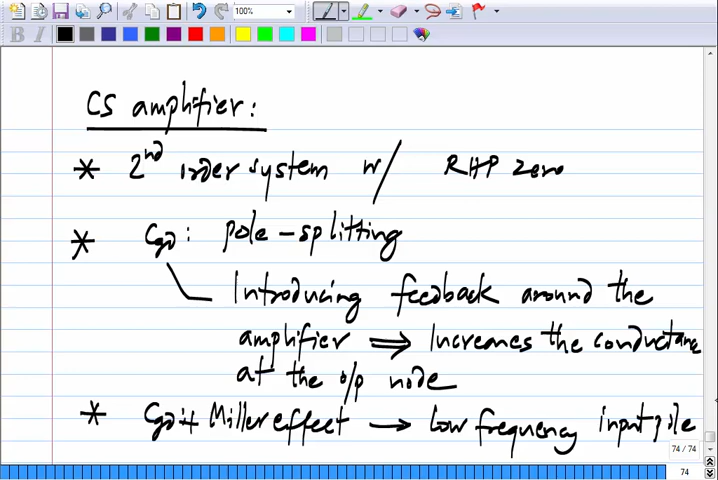 100%
B I
CS amplifier:
* 2nd order system w/ RHP zero
* Cgd: pole-splitting
Introducing feedback around the
amplifier ⇒ Increases the conductance
at the o/p node
* Cgd Miller effect → low frequency input pole
74 / 74
74